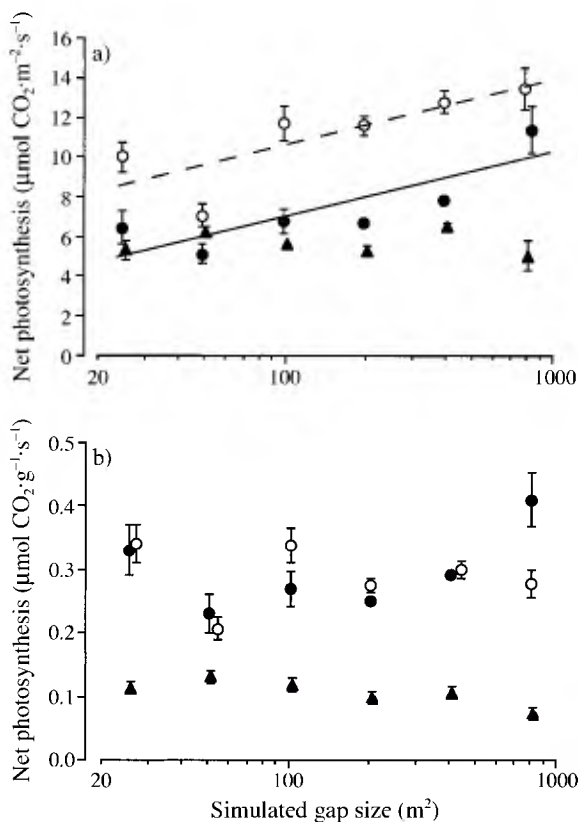 a)
Net photosynthesis (µmol CO₂·m⁻²·s⁻¹)
16
14
12
10
8
6
4
2
0
20 100 1000
b)
Net photosynthesis (µmol CO₂·g⁻¹·s⁻¹)
0.5
0.4
0.3
0.2
0.1
0.0
20 100 1000
Simulated gap size (m²)